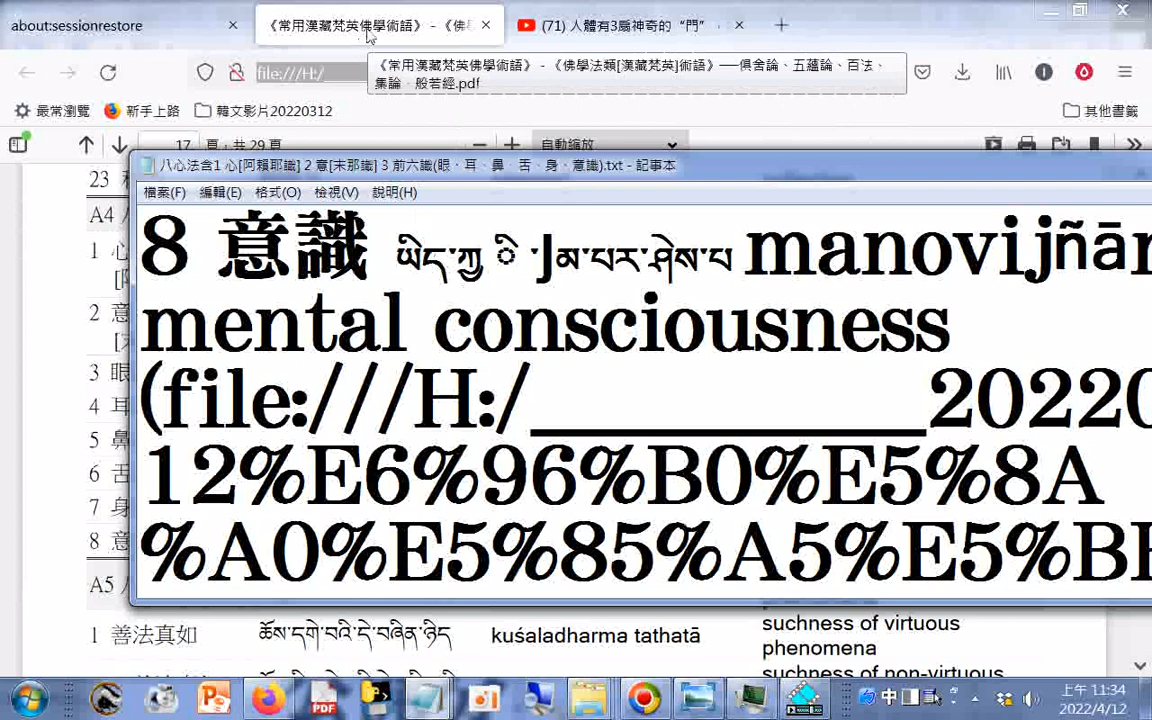 about:sessionrestore
《常用漢藏梵英佛學術語》 - 《佛學
(71) 人體有3扇神奇的“門”
file:///H:/
《常用漢藏梵英佛學術語》 - 《佛學法類[漢藏梵英]術語》──俱舍論、五蘊論、百法、
集論、般若經.pdf
最常瀏覽
新手上路
韓文影片20220312
其他書籤
17 頁，共 29 頁
自動縮放
23
A4
1 心
2 意
3 眼
4 耳
5 鼻
6 舌
7 身
8 意
A5
八心法含1 心[阿賴耶識] 2 意[末那識] 3 前六識(眼、耳、鼻、舌、身、意識).txt - 記事本
檔案(F) 編輯(E) 格式(O) 檢視(V) 說明(H)
8 意識 ཡིད་ཀྱ ི་Jམ་པར་ཤེས་པ manovijñān
mental consciousness
(file:///H:/__________20220
12%E6%96%B0%E5%8A
%A0%E5%85%A5%E5%B
1 善法真如 ཆོས་དགེ་བའི་དེ་བཞིན་ཉིད kuśaladharma tathatā
suchness of virtuous
phenomena
suchness of non-virtuous
中
上午 11:34
2022/4/12